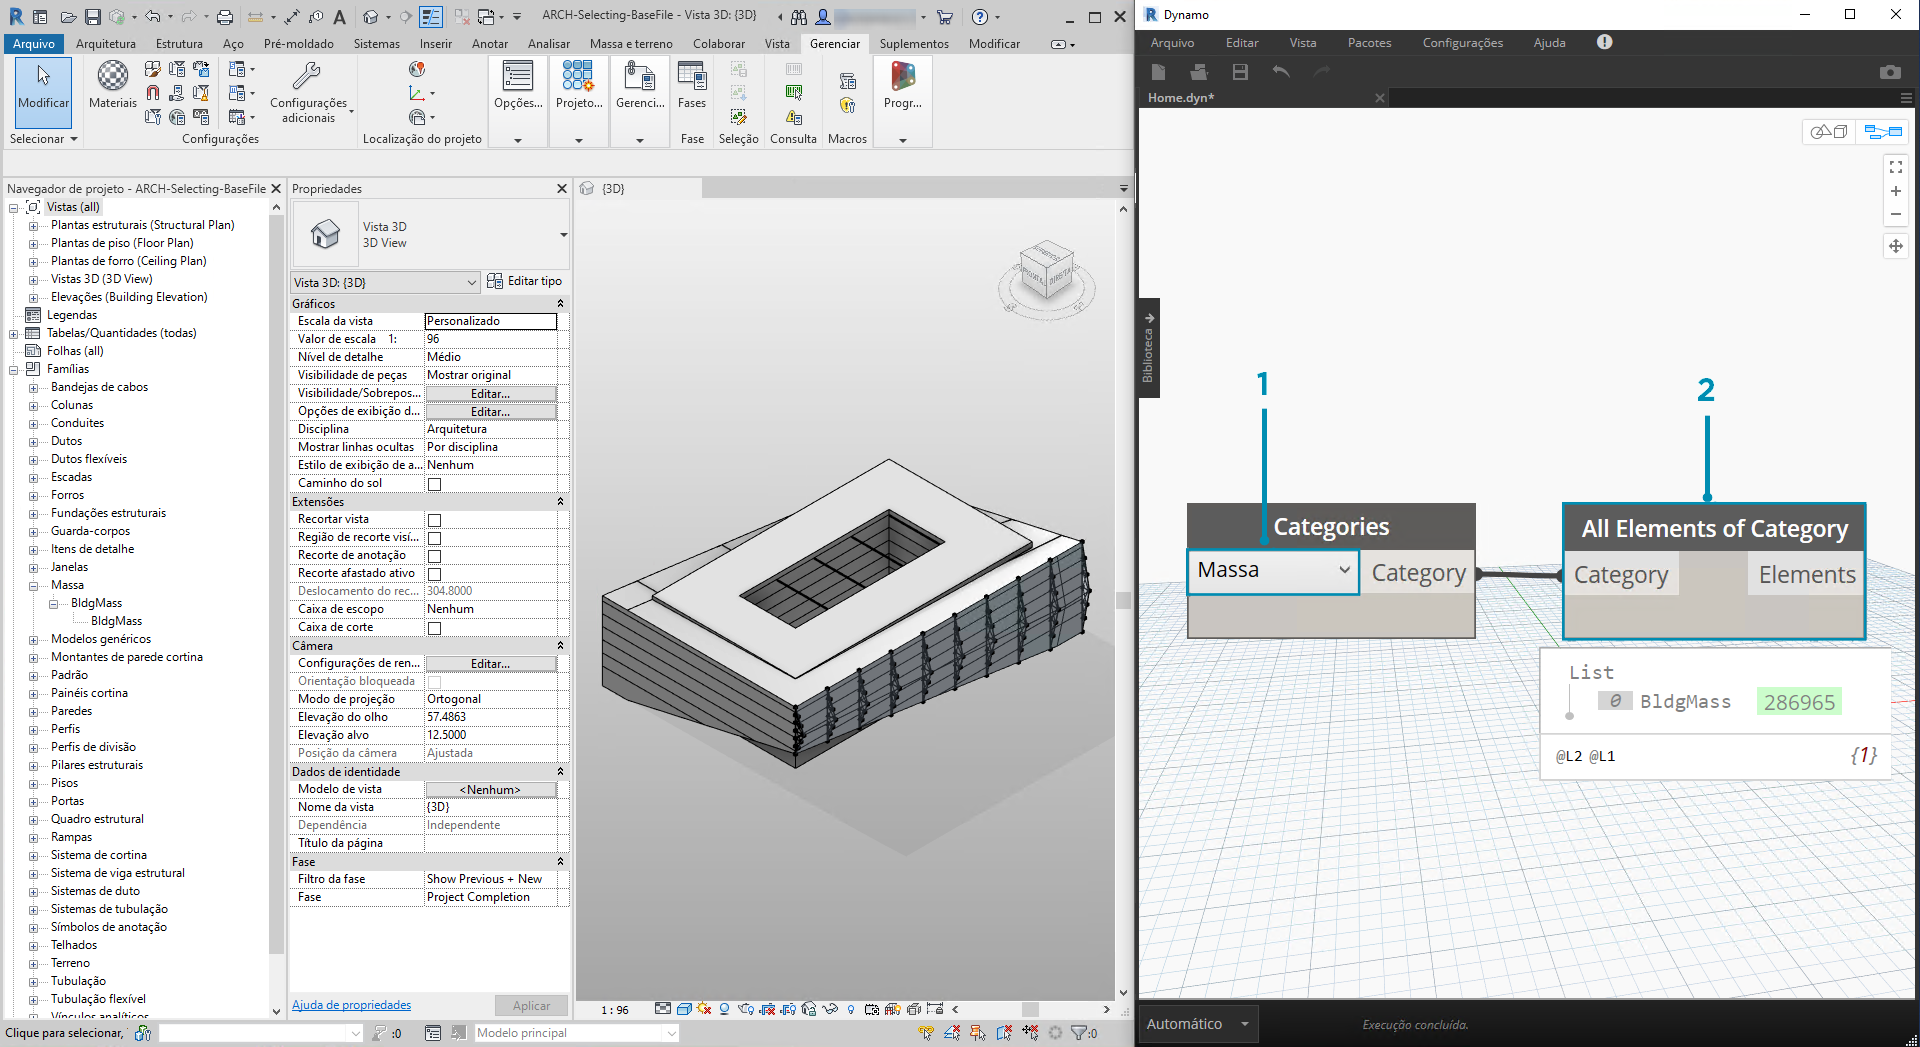 ARCH-Selecting-BaseFile - Vista 3D: {3D}
Arquivo Arquitetura Estrutura Aço Pré-moldado Sistemas Inserir Anotar Analisar Massa e terreno Colaborar Vista Gerenciar Suplementos Modificar
Modificar
Materiais
Configurações
adicionais
Opções...
Projeto...
Gerenci...
Fases
Progr...
Selecionar
Configurações
Localização do projeto
Fase
Seleção
Consulta
Macros
Navegador de projeto - ARCH-Selecting-BaseFile
Vistas (all)
Plantas estruturais (Structural Plan)
Plantas de piso (Floor Plan)
Plantas de forro (Ceiling Plan)
Vistas 3D (3D View)
Elevações (Building Elevation)
Legendas
Tabelas/Quantidades (todas)
Folhas (all)
Famílias
Bandejas de cabos
Colunas
Conduites
Dutos
Dutos flexíveis
Escadas
Forros
Fundações estruturais
Guarda-corpos
Itens de detalhe
Janelas
Massa
BldgMass
BldgMass
Modelos genéricos
Montantes de parede cortina
Padrão
Painéis cortina
Paredes
Perfis
Perfis de divisão
Pilares estruturais
Pisos
Portas
Quadro estrutural
Rampas
Sistema de cortina
Sistema de viga estrutural
Sistemas de duto
Sistemas de tubulação
Símbolos de anotação
Telhados
Terreno
Tubulação
Tubulação flexível
Vínculos analíticos
Propriedades
Vista 3D
3D View
Vista 3D: {3D}
Editar tipo
Gráficos
Escala da vista Personalizado
Valor de escala 1: 96
Nível de detalhe Médio
Visibilidade de peças Mostrar original
Visibilidade/Sobrepos... Editar...
Opções de exibição d... Editar...
Disciplina Arquitetura
Mostrar linhas ocultas Por disciplina
Estilo de exibição de a... Nenhum
Caminho do sol
Extensões
Recortar vista
Região de recorte visí...
Recorte de anotação
Recorte afastado ativo
Deslocamento do rec... 304.8000
Caixa de escopo Nenhum
Caixa de corte
Câmera
Configurações de ren... Editar...
Orientação bloqueada
Modo de projeção Ortogonal
Elevação do olho 57.4863
Elevação alvo 12.5000
Posição da câmera Ajustada
Dados de identidade
Modelo de vista <Nenhum>
Nome da vista {3D}
Dependência Independente
Título da página
Fase
Filtro da fase Show Previous + New
Fase Project Completion
Ajuda de propriedades
Aplicar
{3D}
DIREITA
1 : 96
Clique para selecionar,
:0
Modelo principal
:0
Dynamo
Arquivo Editar Vista Pacotes Configurações Ajuda
Home.dyn*
Biblioteca
1
2
Categories
Massa
Category
All Elements of Category
Category
Elements
List
0 BldgMass 286965
@L2 @L1
{1}
Automático
Execução concluída.